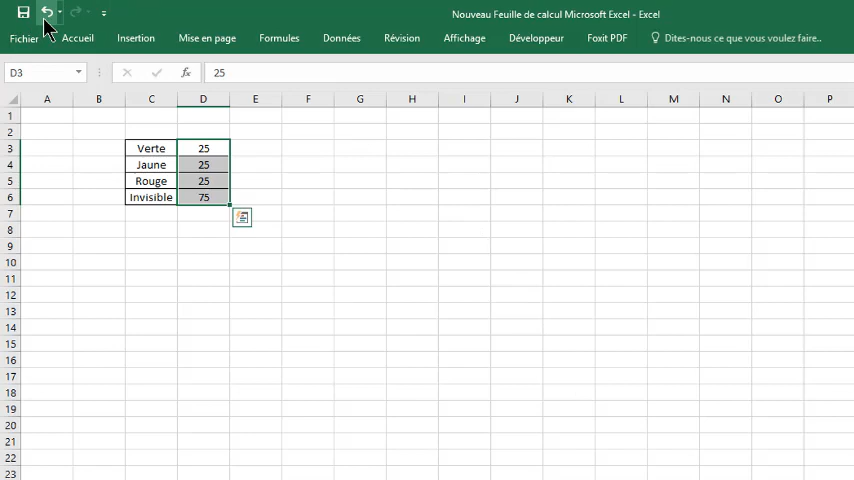 Nouveau Feuille de calcul Microsoft Excel - Excel
Fichier Accueil Insertion Mise en page Formules Données Révision Affichage Développeur Foxit PDF Dites-nous ce que vous voulez faire..
D3 fx 25
A B C D E F G H I J K L M N O P
1
2
3 Verte 25
4 Jaune 25
5 Rouge 25
6 Invisible 75
7
8
9
10
11
12
13
14
15
16
17
18
19
20
21
22
23